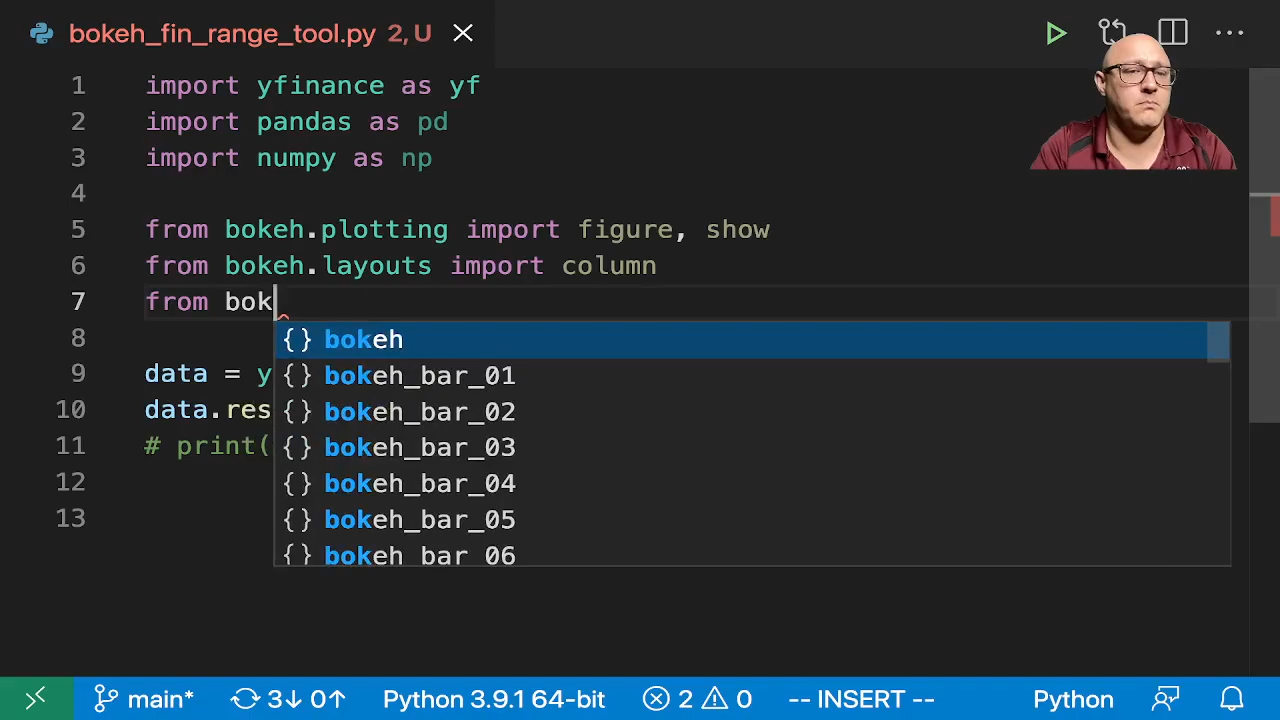 bokeh_fin_range_tool.py 2, U
1 import yfinance as yf
2 import pandas as pd
3 import numpy as np
4
5 from bokeh.plotting import figure, show
6 from bokeh.layouts import column
7 from bok
8 {} bokeh
9 data = y {} bokeh_bar_01
10 data.res {} bokeh_bar_02
11 # print( {} bokeh_bar_03
12 {} bokeh_bar_04
13 {} bokeh_bar_05
{} bokeh_bar_06
main* 3↓ 0↑ Python 3.9.1 64-bit 2 0 -- INSERT -- Python